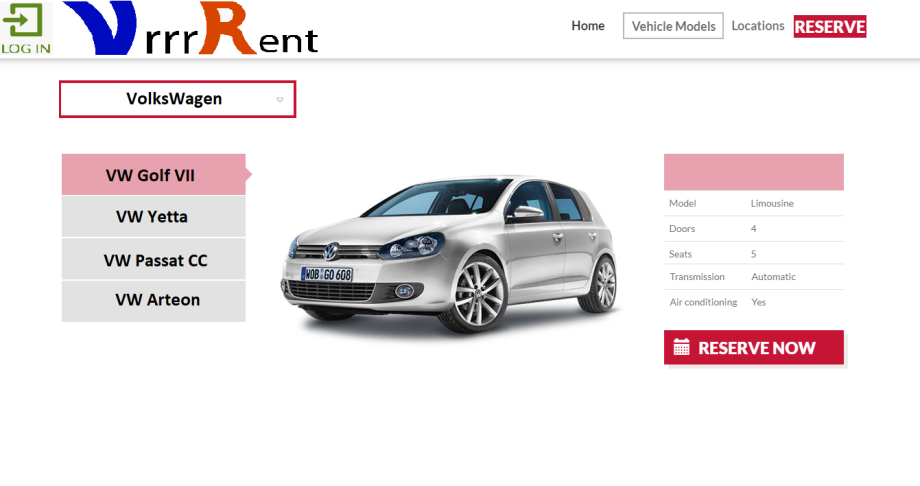 LOG IN
VrrrRent
Home
Vehicle Models
Locations
RESERVE
VolksWagen
VW Golf VII
VW Yetta
VW Passat CC
VW Arteon
WOB GO 608
Model Limousine
Doors 4
Seats 5
Transmission Automatic
Air conditioning Yes
RESERVE NOW